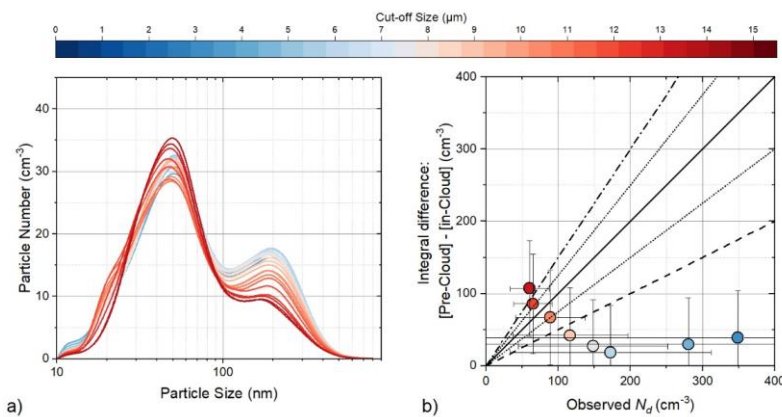 Cut-off Size (µm)
0 1 2 3 4 5 6 7 8 9 10 11 12 13 14 15
Particle Number (cm-3)
40
30
20
10
0
10 100
Particle Size (nm)
a)
Integral difference:
[Pre-Cloud] - [in-Cloud] (cm-3)
400
300
200
100
0
0 100 200 300 400
Observed Nd (cm-3)
b)